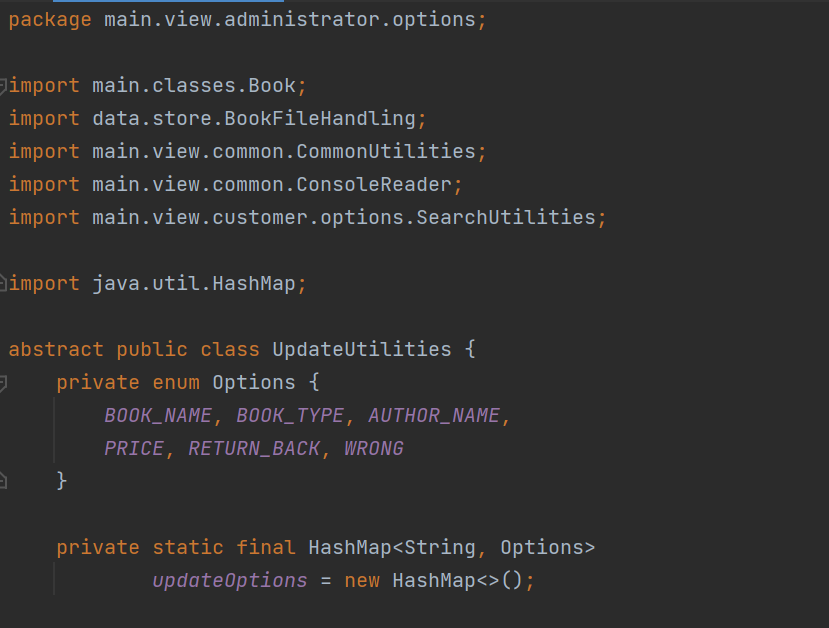 package main.view.administrator.options;
import main.classes.Book;
import data.store.BookFileHandling;
import main.view.common.CommonUtilities;
import main.view.common.ConsoleReader;
import main.view.customer.options.SearchUtilities;
import java.util.HashMap;
abstract public class UpdateUtilities {
    private enum Options {
        BOOK_NAME, BOOK_TYPE, AUTHOR_NAME,
        PRICE, RETURN_BACK, WRONG
    }
    private static final HashMap<String, Options>
            updateOptions = new HashMap<>();